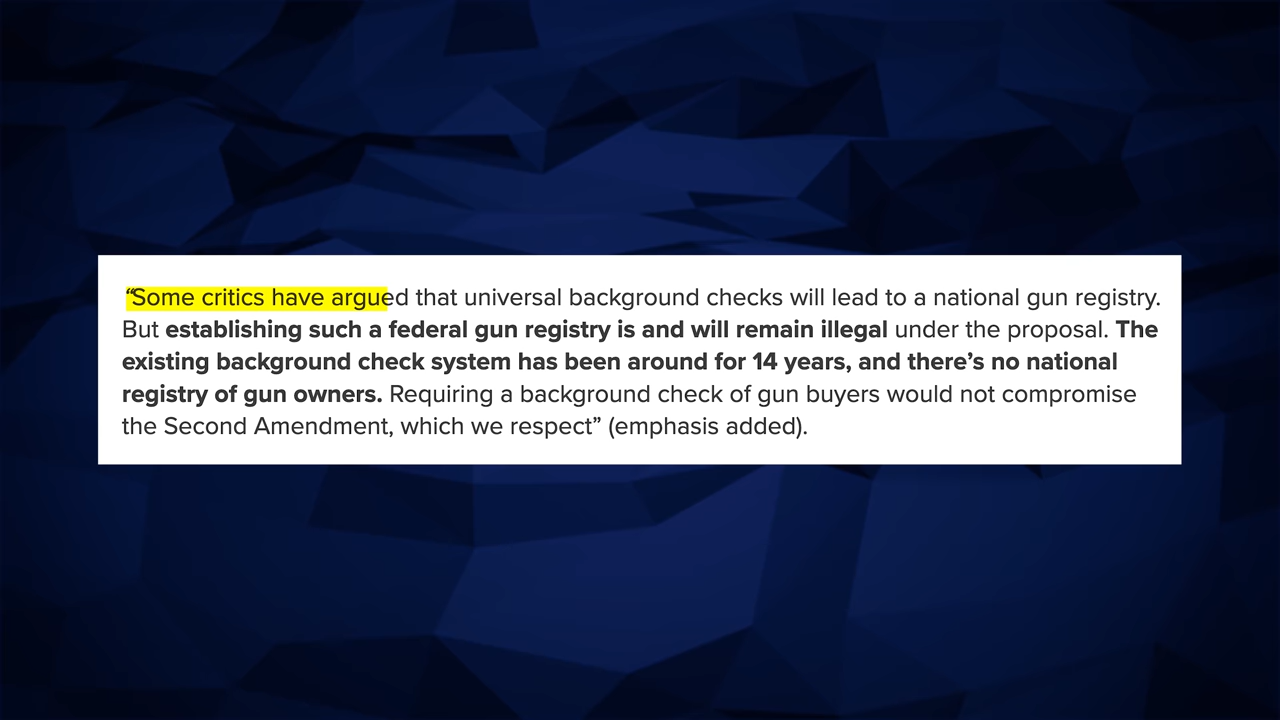 “Some critics have argued that universal background checks will lead to a national gun registry.
But establishing such a federal gun registry is and will remain illegal under the proposal. The
existing background check system has been around for 14 years, and there’s no national
registry of gun owners. Requiring a background check of gun buyers would not compromise
the Second Amendment, which we respect” (emphasis added).